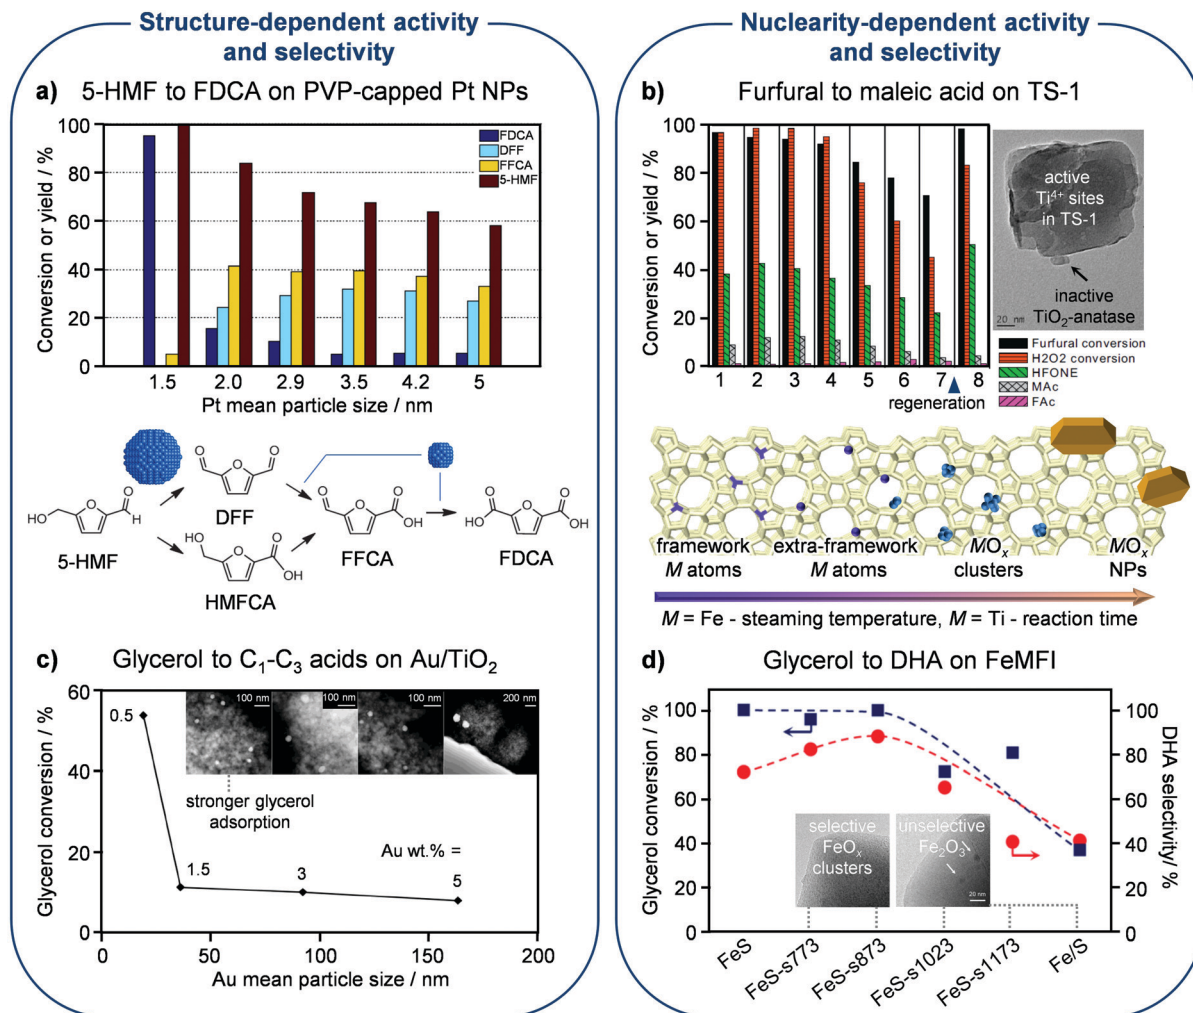 Structure-dependent activity
and selectivity
a) 5-HMF to FDCA on PVP-capped Pt NPs
Conversion or yield / %
100
80
60
40
20
0
FDCA
DFF
FFCA
5-HMF
1.5 2.0 2.9 3.5 4.2 5
Pt mean particle size / nm
HO
O
O
H
5-HMF
O
O
O
DFF
HO
O
O
OH
HMFCA
O
O
O
OH
FFCA
O
HO
O
O
OH
FDCA
c) Glycerol to C₁-C₃ acids on Au/TiO₂
Glycerol conversion / %
60
40
20
0
0.5
100 nm
100 nm
100 nm
200 nm
stronger glycerol
adsorption
Au wt.% =
1.5
3
5
0 50 100 150 200
Au mean particle size / nm
Nuclearity-dependent activity
and selectivity
b) Furfural to maleic acid on TS-1
Conversion or yield / %
100
80
60
40
20
0
1 2 3 4 5 6 7 8
regeneration
active
Ti⁴⁺ sites
in TS-1
inactive
TiO₂-anatase
20 nm
Furfural conversion
H2O2 conversion
HFONE
MAc
FAc
framework
M atoms
extra-framework
M atoms
MOₓ
clusters
MOₓ
NPs
M = Fe - steaming temperature, M = Ti - reaction time
d) Glycerol to DHA on FeMFI
Glycerol conversion / %
100
80
60
40
20
0
selective
FeOₓ
clusters
unselective
Fe₂O₃
20 nm
100
80
60
40
20
0
DHA selectivity/ %
FeS
FeS-s773
FeS-s873
FeS-s1023
FeS-s1173
Fe/S